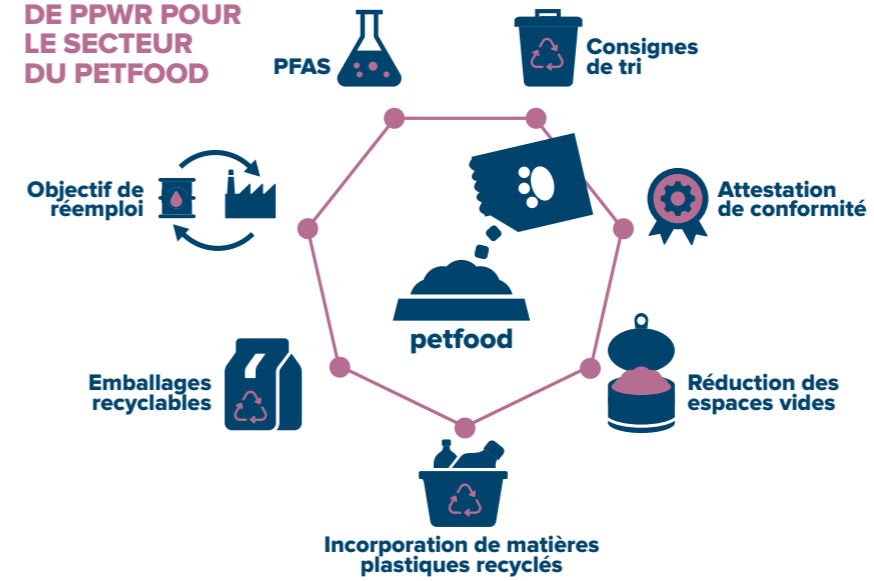 DE PPWR POUR
LE SECTEUR
DU PETFOOD
PFAS
Consignes
de tri
Objectif de
réemploi
Attestation
de conformité
petfood
Emballages
recyclables
Réduction des
espaces vides
Incorporation de matières
plastiques recyclés